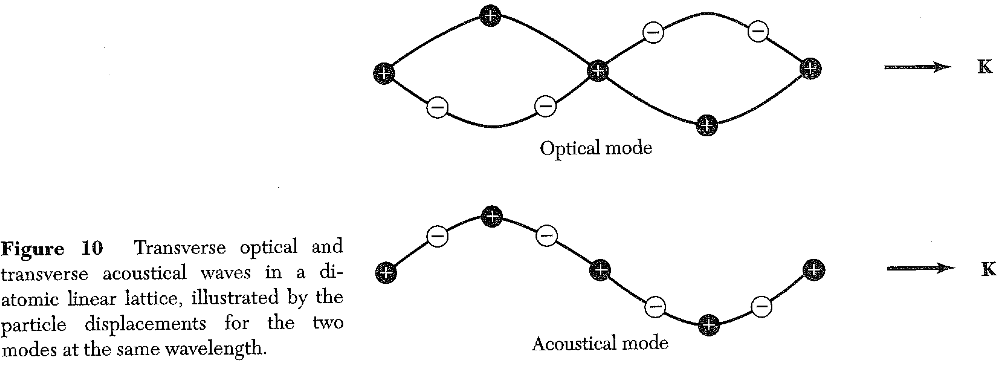 +
− −
+ + + K
− −
+
Optical mode
+
− −
+ + + K
− −
+
Acoustical mode
Figure 10 Transverse optical and
transverse acoustical waves in a di-
atomic linear lattice, illustrated by the
particle displacements for the two
modes at the same wavelength.